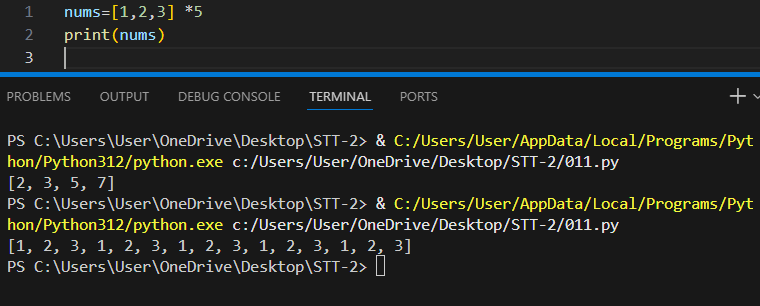 1 nums=[1,2,3] *5
2 print(nums)
3
PROBLEMS OUTPUT DEBUG CONSOLE TERMINAL PORTS
PS C:\Users\User\OneDrive\Desktop\STT-2> & C:/Users/User/AppData/Local/Programs/Pyt
hon/Python312/python.exe c:/Users/User/OneDrive/Desktop/STT-2/011.py
[2, 3, 5, 7]
PS C:\Users\User\OneDrive\Desktop\STT-2> & C:/Users/User/AppData/Local/Programs/Pyt
hon/Python312/python.exe c:/Users/User/OneDrive/Desktop/STT-2/011.py
[1, 2, 3, 1, 2, 3, 1, 2, 3, 1, 2, 3, 1, 2, 3]
PS C:\Users\User\OneDrive\Desktop\STT-2>